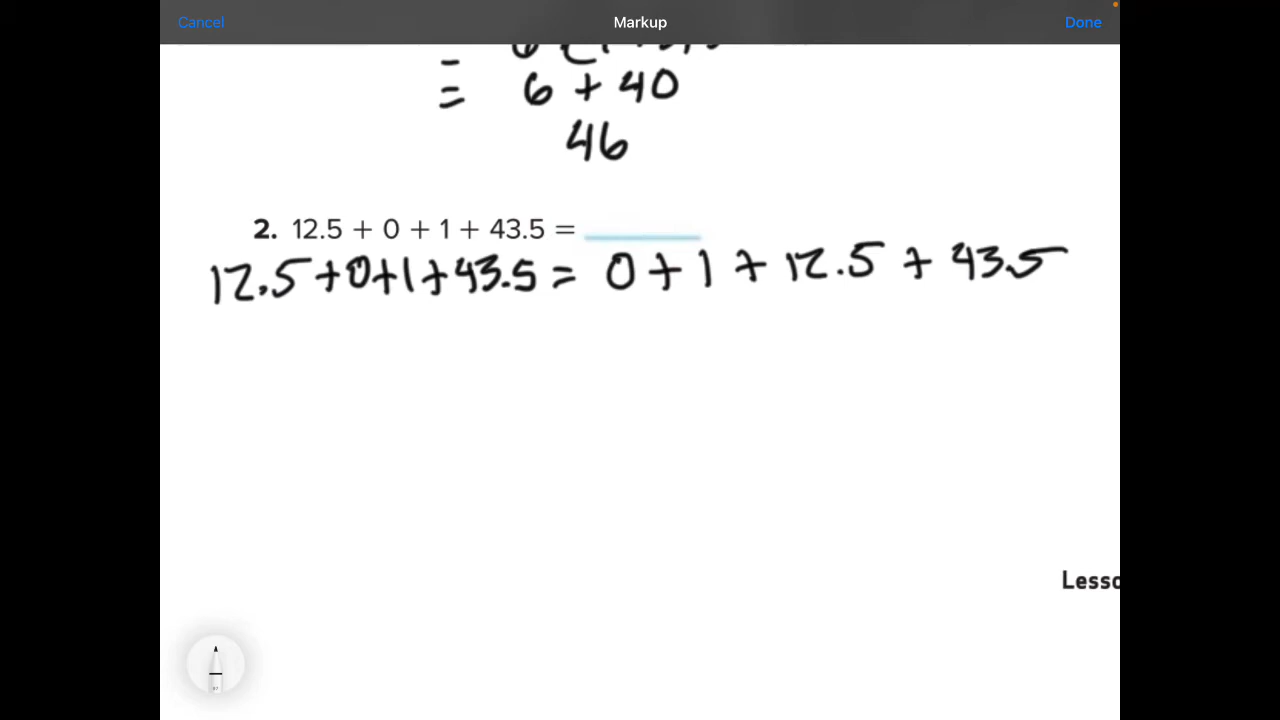 Cancel Markup Done
= 6 + 40
46
2. 12.5 + 0 + 1 + 43.5 =
12.5+0+1+43.5 = 0 + 1 + 12.5 + 43.5